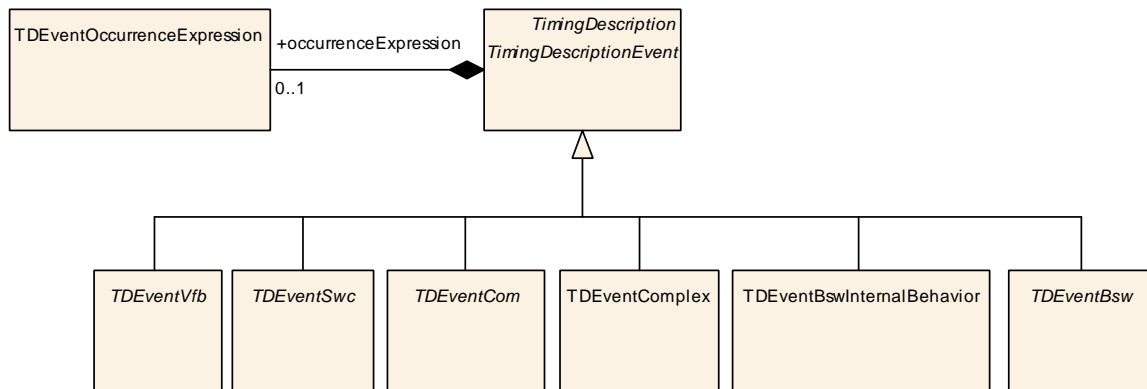 TimingDescription
TDEventOccurrenceExpression
+occurrenceExpression
TimingDescriptionEvent
0..1
TDEventVfb
TDEventSwc
TDEventCom
TDEventComplex
TDEventBswInternalBehavior
TDEventBsw